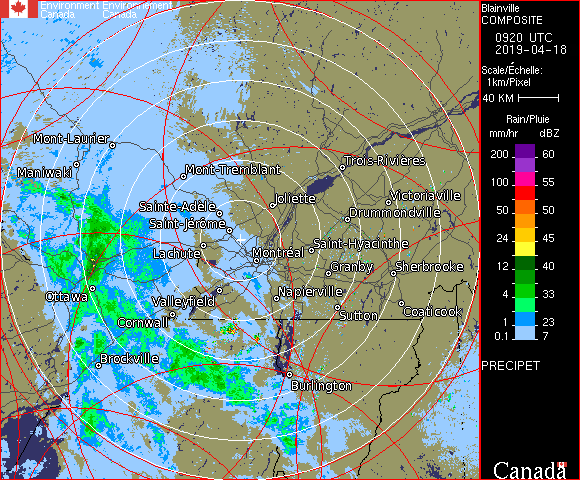 Environment Environnement
Canada Canada
Blainville
COMPOSITE
0920 UTC
2019-04-18
Scale/Échelle:
1km/Pixel
40 KM
Rain/Pluie
mm/hr dBZ
200 60
150 57
100 55
50 50
24 45
12 40
4 33
1 23
0.1 7
PRECIPET
Canada
Mont-Laurier
Maniwaki
Mont-Tremblant
Trois-Rivières
Sainte-Adèle
Joliette
Victoriaville
Saint-Jérôme
Drummondville
Lachute
Montréal
Saint-Hyacinthe
Granby
Sherbrooke
Ottawa
Valleyfield
Napierville
Cornwall
Sutton
Coaticook
Brockville
Burlington